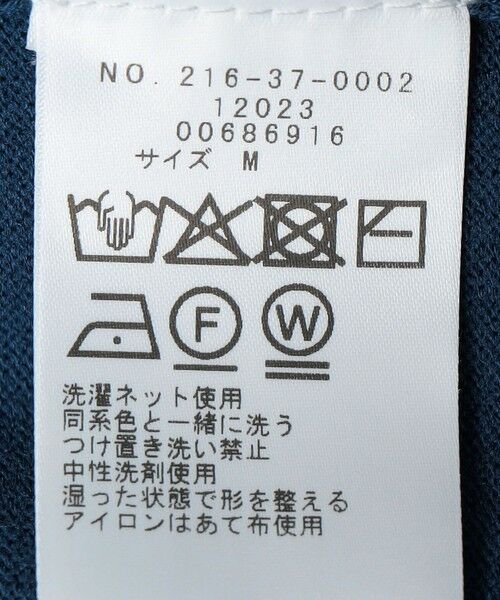 NO. 216-37-0002
12023
00686916
サイズ M
F W
洗濯ネット使用
同系色と一緒に洗う
つけ置き洗い禁止
中性洗剤使用
湿った状態で形を整える
アイロンはあて布使用